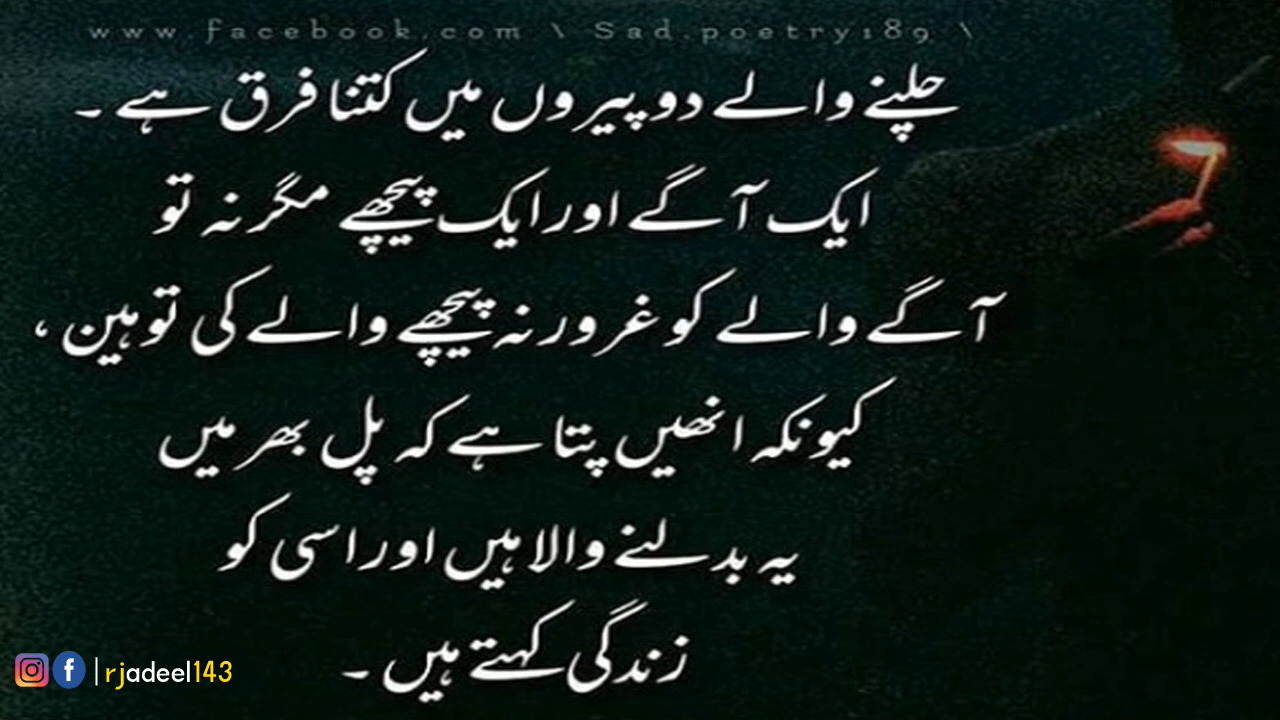 www.facebook.com \ Sad.poetry189 \
چلنے والے دو پیروں میں کتنا فرق ہے ۔
ایک آگے اور ایک پیچھے مگر نہ تو
آگے والے کو غرور نہ پیچھے والے کی توہین ،
کیونکہ انھیں پتا ہے کہ پل بھر میں
یہ بدلنے والا ہیں اور اسی کو
زندگی کہتے ہیں ۔
| rjadeel143